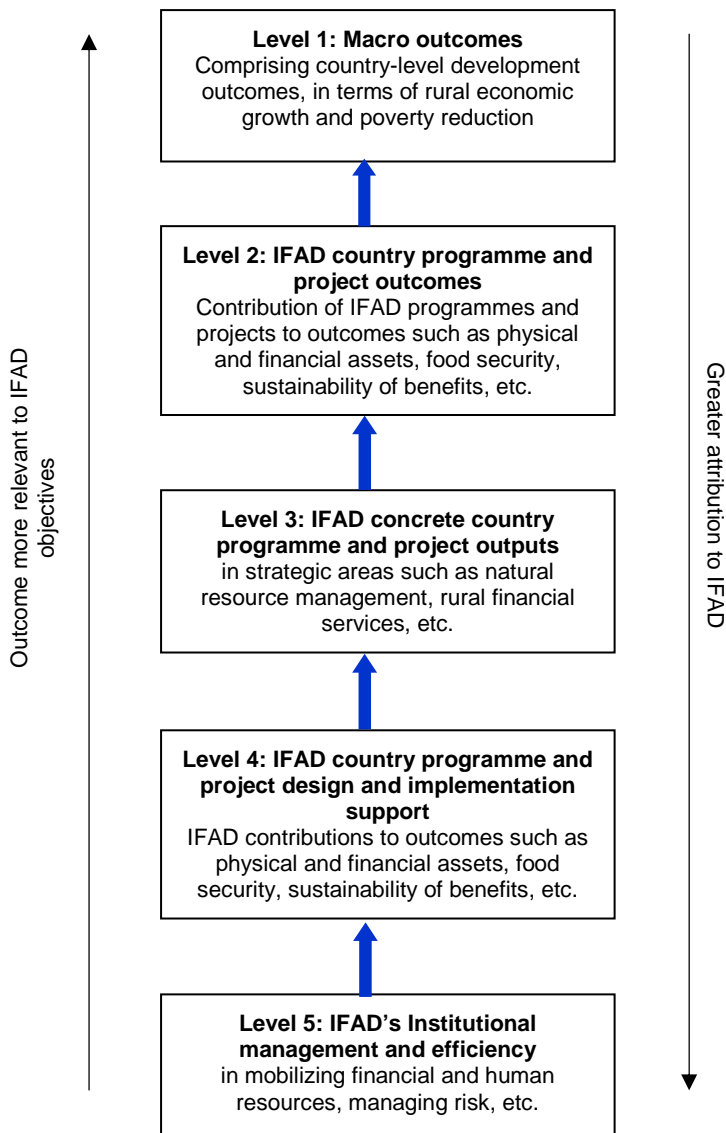 Level 1: Macro outcomes
Comprising country-level development
outcomes, in terms of rural economic
growth and poverty reduction
Level 2: IFAD country programme and
project outcomes
Contribution of IFAD programmes and
projects to outcomes such as physical
and financial assets, food security,
sustainability of benefits, etc.
Outcome more relevant to IFAD
objectives
Greater attribution to IFAD
Level 3: IFAD concrete country
programme and project outputs
in strategic areas such as natural
resource management, rural financial
services, etc.
Level 4: IFAD country programme and
project design and implementation
support
IFAD contributions to outcomes such as
physical and financial assets, food
security, sustainability of benefits, etc.
Level 5: IFAD’s Institutional
management and efficiency
in mobilizing financial and human
resources, managing risk, etc.